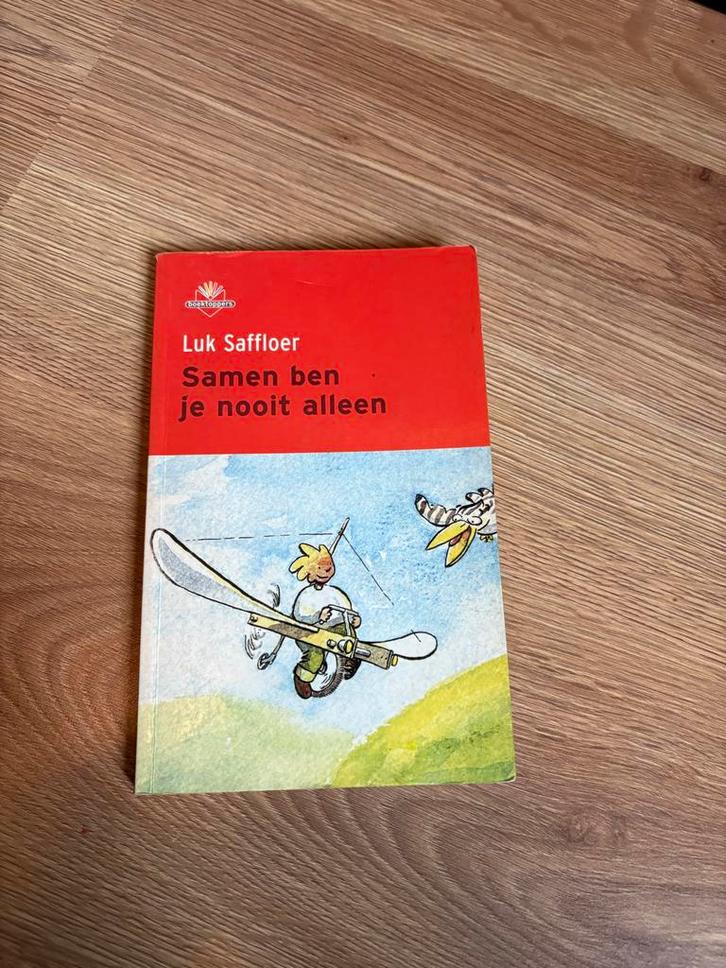 boektoppers
Luk Saffloer
Samen ben
je nooit alleen